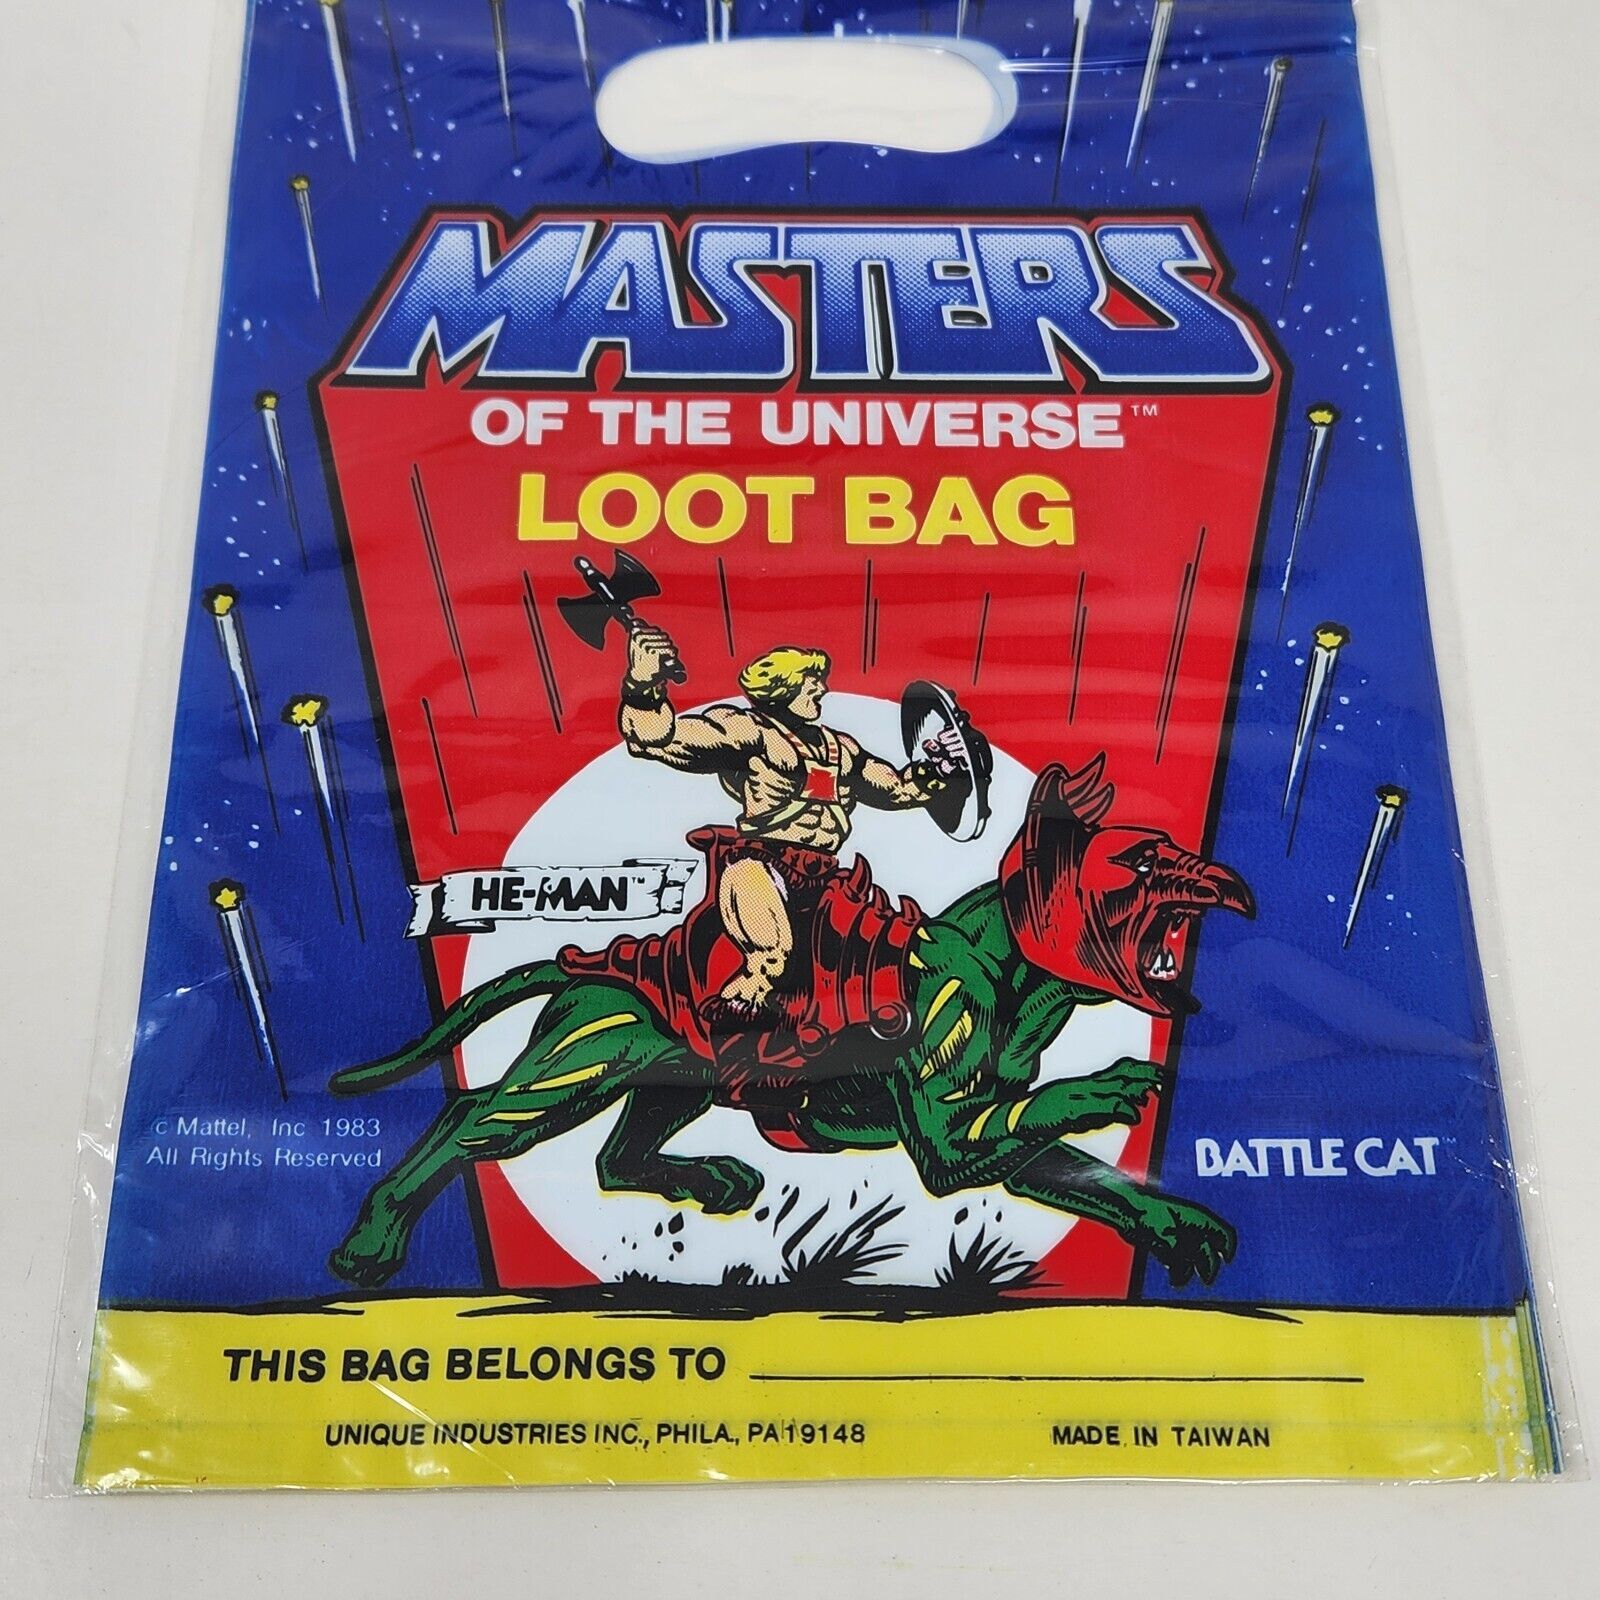 MASTERS
OF THE UNIVERSE™
LOOT BAG
HE-MAN™
c Mattel, Inc 1983
All Rights Reserved
BATTLE CAT™
THIS BAG BELONGS TO
UNIQUE INDUSTRIES INC., PHILA., PA 19148
MADE IN TAIWAN